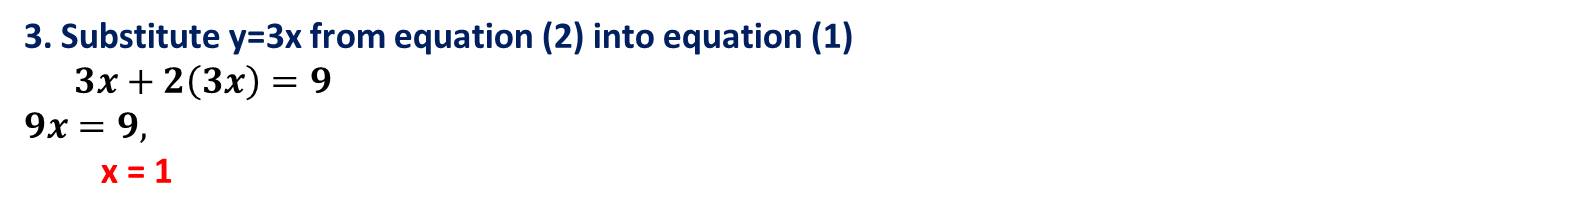 3. Substitute y=3x from equation (2) into equation (1)
3x + 2(3x) = 9
9x = 9,
x = 1